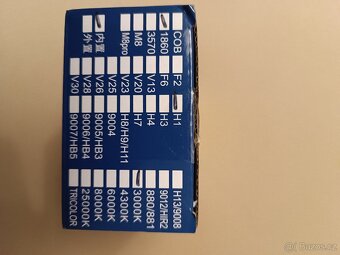 COB
1860
3570
M8
M8pro
内置
外置
F2
F6
V13
V20
V23
V25
V26
V28
V30
H1
H3
H4
H7
H8/H9/H11
9004
9005/HB3
9006/HB4
9007/HB5
H13/9008
9012/HIR2
880/881
3000K
4300K
6000K
8000K
25000K
TRICOLOR